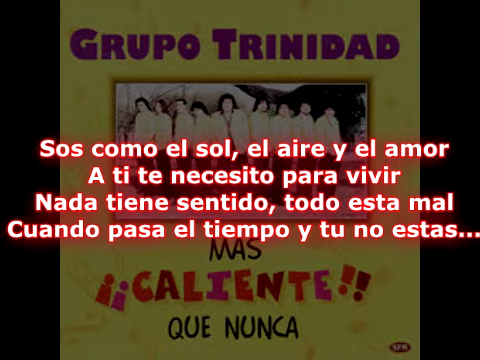 GRUPO TRINIDAD
Sos como el sol, el aire y el amor
A ti te necesito para vivir
Nada tiene sentido, todo esta mal
Cuando pasa el tiempo y tu no estas...
MAS
¡¡CALIENTE!!
QUE NUNCA
SFR